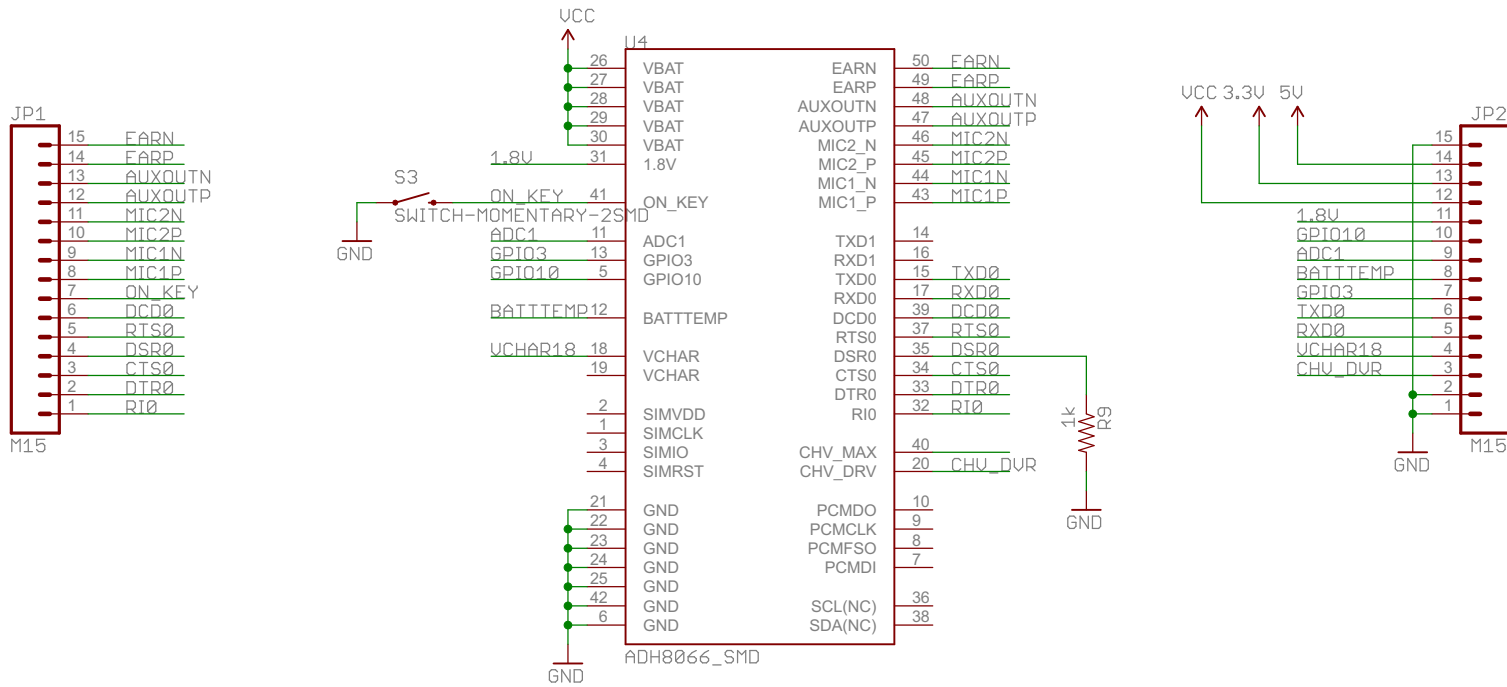 JP1
15 EARN
14 EARP
13 AUXOUTN
12 AUXOUTP
11 MIC2N
10 MIC2P
9 MIC1N
8 MIC1P
7 ON_KEY
6 DCD0
5 RTS0
4 DSR0
3 CTS0
2 DTR0
1 RI0
M15
VCC
U4
26 VBAT
27 VBAT
28 VBAT
29 VBAT
30 VBAT
1.8V 31 1.8V
S3
ON_KEY 41 ON_KEY
SWITCH-MOMENTARY-2SMD
GND
ADC1 11 ADC1
GPIO3 13 GPIO3
GPIO10 5 GPIO10
BATTTEMP 12 BATTTEMP
VCHAR18 18 VCHAR
19 VCHAR
2 SIMVDD
1 SIMCLK
3 SIMIO
4 SIMRST
21 GND
22 GND
23 GND
24 GND
25 GND
42 GND
6 GND
GND
ADH8066_SMD
EARN 50 EARN
EARP 49 EARP
AUXOUTN 48 AUXOUTN
AUXOUTP 47 AUXOUTP
MIC2_N 46 MIC2N
MIC2_P 45 MIC2P
MIC1_N 44 MIC1N
MIC1_P 43 MIC1P
TXD1 14
RXD1 16
TXD0 15 TXD0
RXD0 17 RXD0
DCD0 39 DCD0
RTS0 37 RTS0
DSR0 35 DSR0
CTS0 34 CTS0
DTR0 33 DTR0
RI0 32 RI0
CHV_MAX 40
CHV_DRV 20 CHV_DVR
PCMDO 10
PCMCLK 9
PCMFSO 8
PCMDI 7
SCL(NC) 36
SDA(NC) 38
1k
R9
GND
VCC 3.3V 5V
JP2
15
14
13
12
1.8V 11
GPIO10 10
ADC1 9
BATTTEMP 8
GPIO3 7
TXD0 6
RXD0 5
VCHAR18 4
CHV_DVR 3
2
1
M15
GND